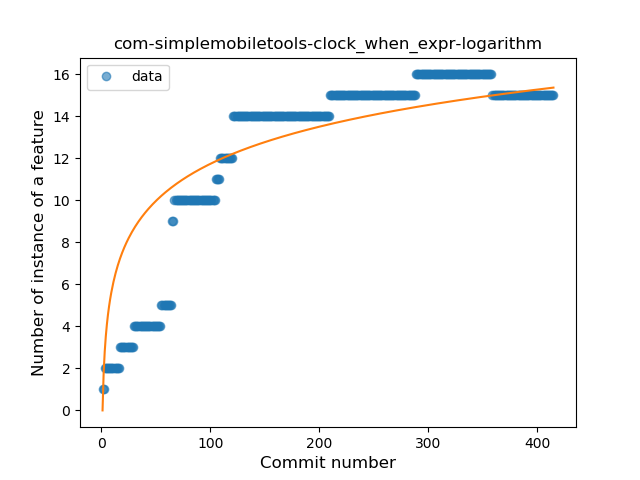 com-simplemobiletools-clock_when_expr-logarithm
data
Number of instance of a feature
16
14
12
10
8
6
4
2
0
0 100 200 300 400
Commit number